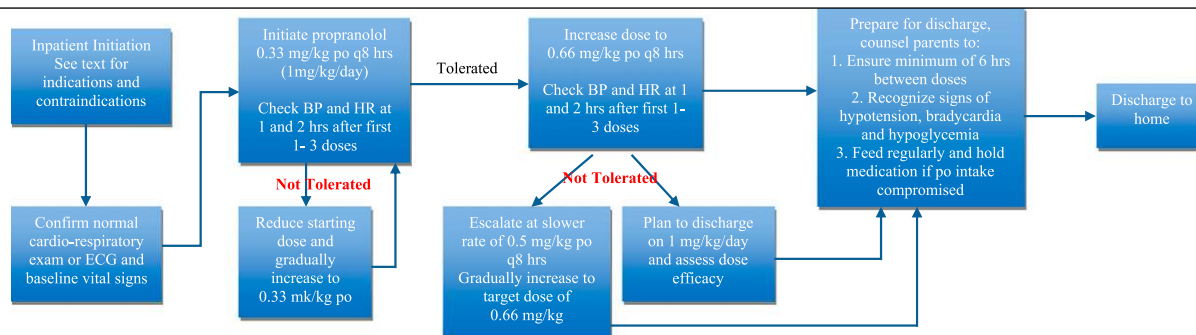 Inpatient Initiation
See text for
indications and
contraindications
Confirm normal
cardio-respiratory
exam or ECG and
baseline vital signs
Initiate propranolol
0.33 mg/kg po q8 hrs
(1mg/kg/day)
Check BP and HR at
1 and 2 hrs after first
1- 3 doses
Not Tolerated
Reduce starting
dose and
gradually
increase to
0.33 mk/kg po
Tolerated
Increase dose to
0.66 mg/kg po q8 hrs
Check BP and HR at 1
and 2 hrs after first 1-
3 doses
Not Tolerated
Escalate at slower
rate of 0.5 mg/kg po
q8 hrs
Gradually increase to
target dose of
0.66 mg/kg
Plan to discharge
on 1 mg/kg/day
and assess dose
efficacy
Prepare for discharge,
counsel parents to:
1. Ensure minimum of 6 hrs
between doses
2. Recognize signs of
hypotension, bradycardia
and hypoglycemia
3. Feed regularly and hold
medication if po intake
compromised
Discharge to
home